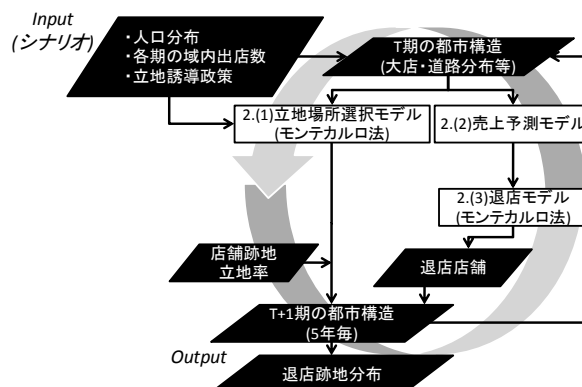 Input
(シナリオ)
・人口分布
・各期の域内出店数
・立地誘導政策
T期の都市構造
(大店・道路分布等)
2.(1)立地場所選択モデル
(モンテカルロ法)
2.(2)売上予測モデル
2.(3)退店モデル
(モンテカルロ法)
店舗跡地
立地率
退店店舗
T+1期の都市構造
(5年毎)
Output
退店跡地分布